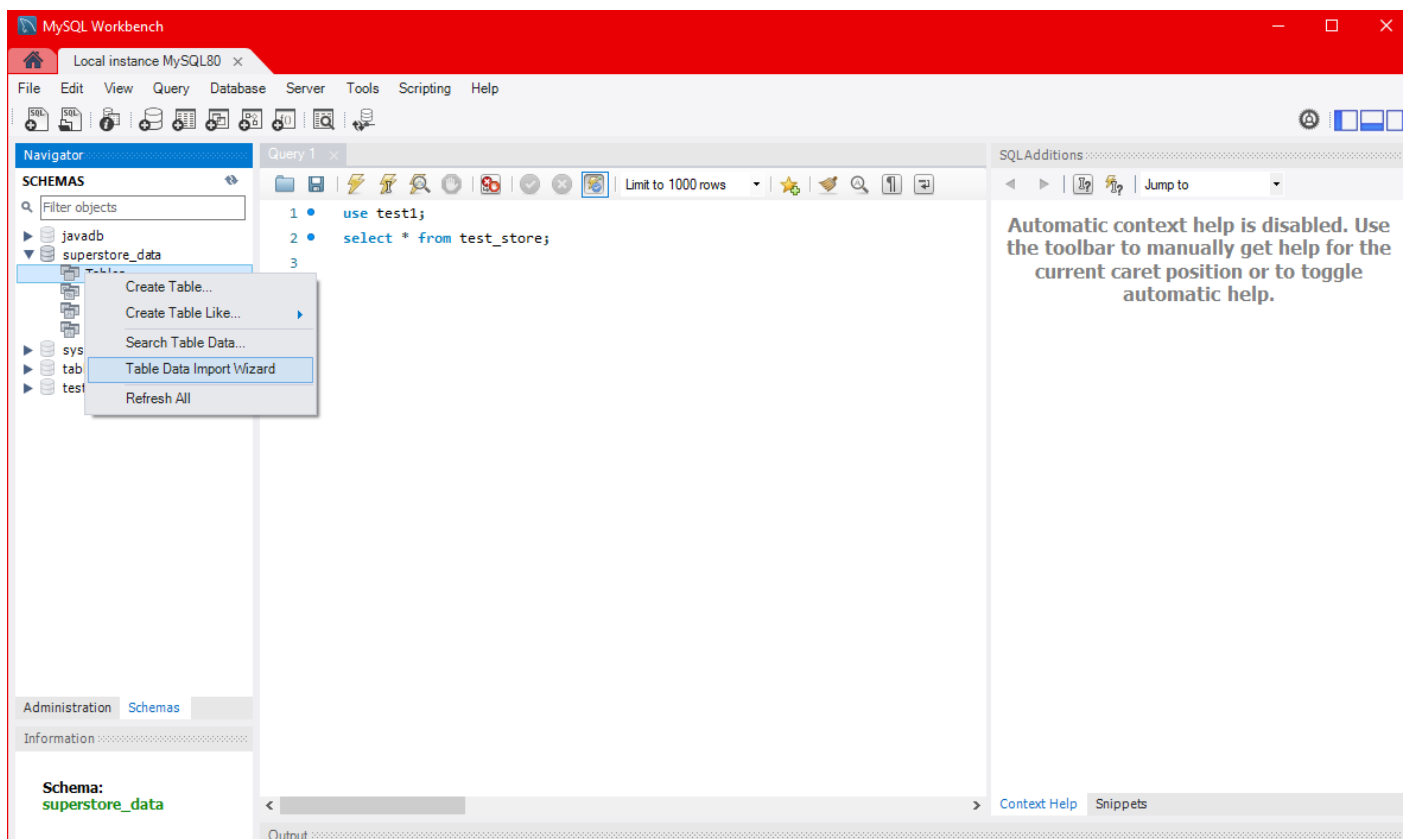 MySQL Workbench
Local instance MySQL80
File Edit View Query Database Server Tools Scripting Help
Navigator
SCHEMAS
Filter objects
javadb
superstore_data
Tables
sys
tab
test
Create Table...
Create Table Like...
Search Table Data...
Table Data Import Wizard
Refresh All
Administration Schemas
Information
Schema:
superstore_data
Query 1
Limit to 1000 rows
1 use test1;
2 select * from test_store;
3
Output
SQLAdditions
Jump to
Automatic context help is disabled. Use
the toolbar to manually get help for the
current caret position or to toggle
automatic help.
Context Help Snippets